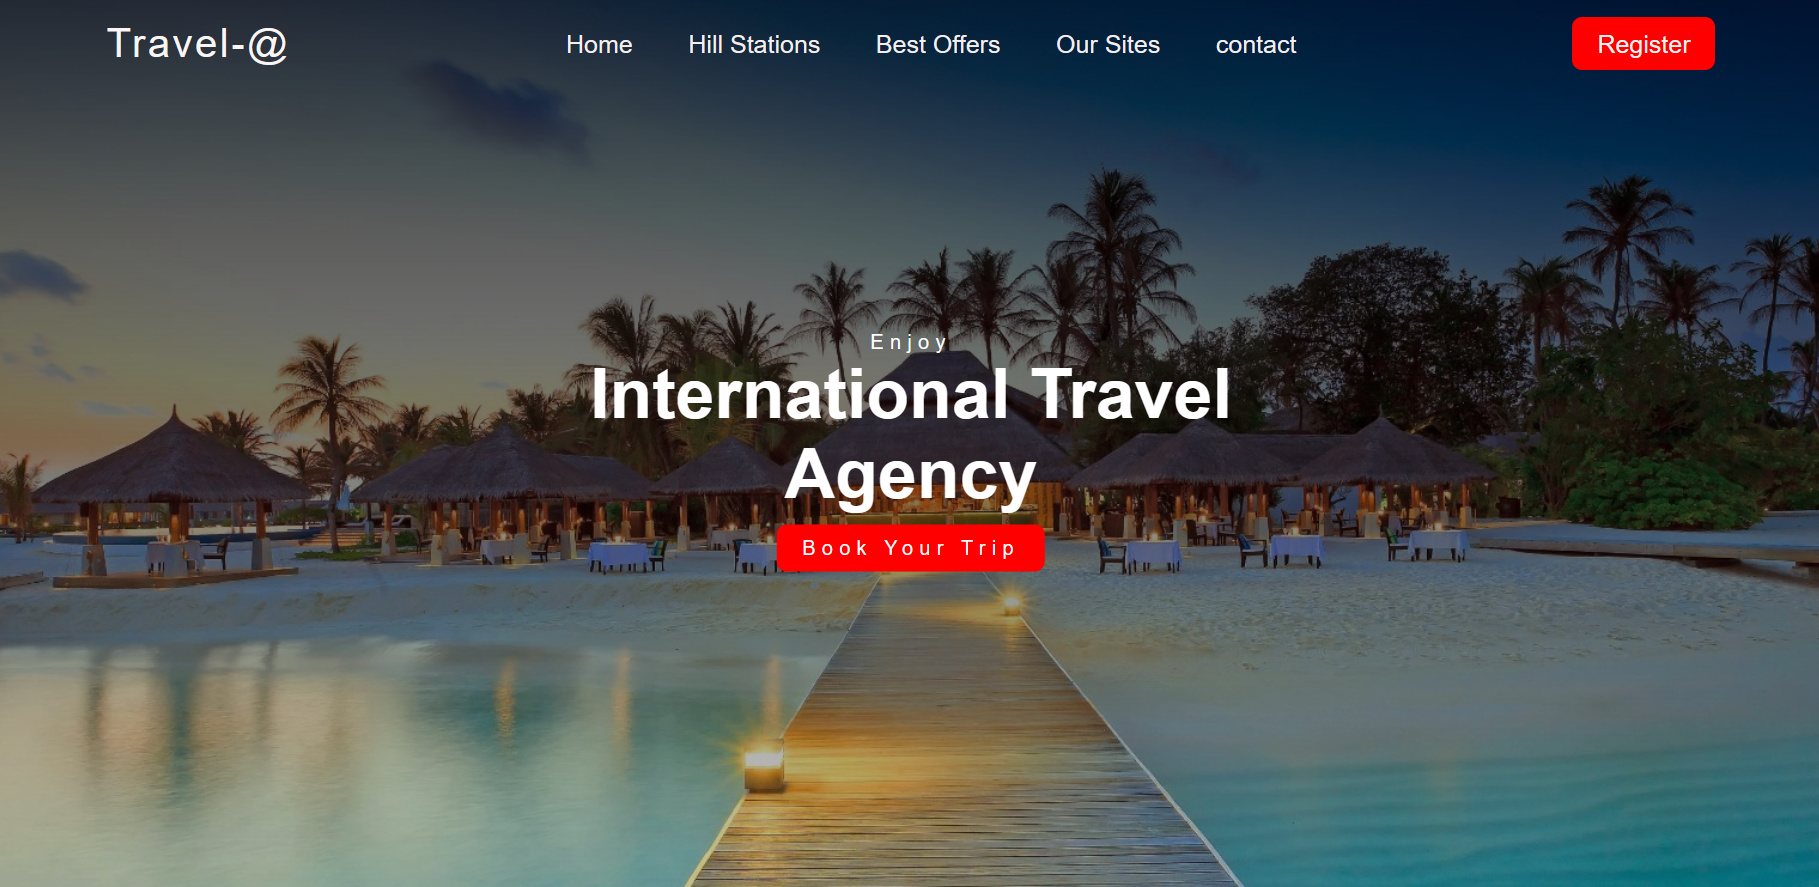 Travel-@
Home
Hill Stations
Best Offers
Our Sites
contact
Register
Enjoy
International Travel
Agency
Book Your Trip